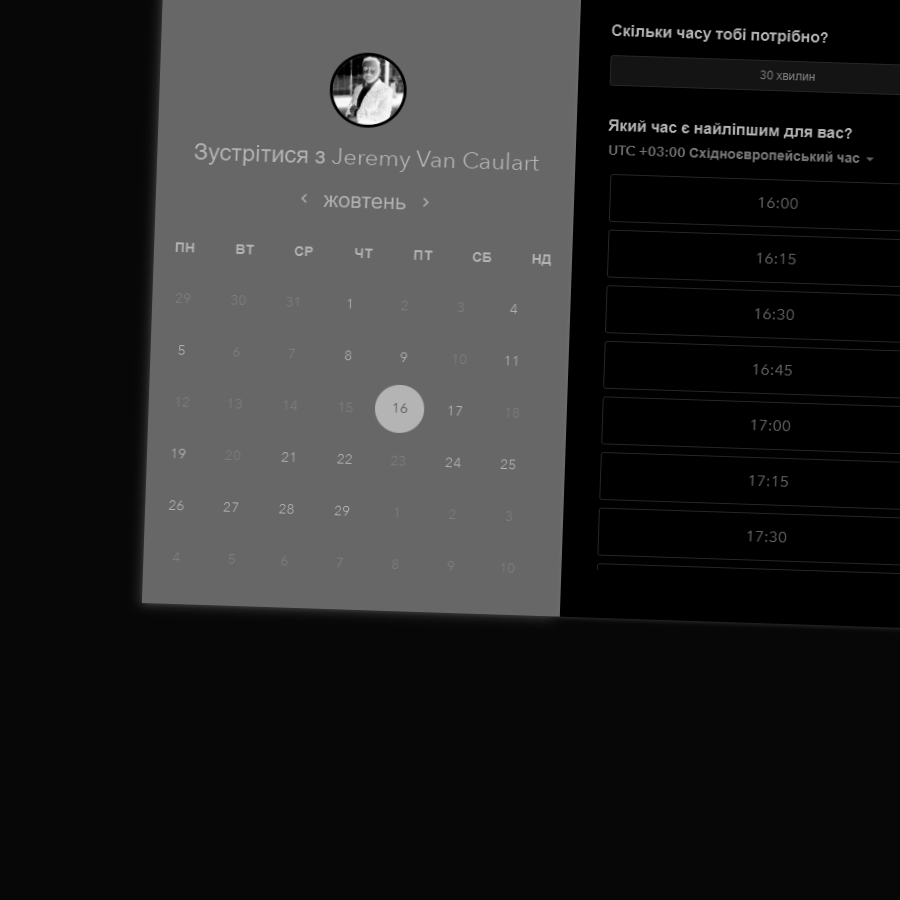 Зустрітися з Jeremy Van Caulart
жовтень
ПН ВТ СР ЧТ ПТ СБ НД
29 30 31 1 2 3 4
5 6 7 8 9 10 11
12 13 14 15 16 17 18
19 20 21 22 23 24 25
26 27 28 29 1 2 3
4 5 6 7 8 9 10
Скільки часу тобі потрібно?
30 хвилин
Який час є найліпшим для вас?
UTC +03:00 Східноєвропейський час
16:00
16:15
16:30
16:45
17:00
17:15
17:30